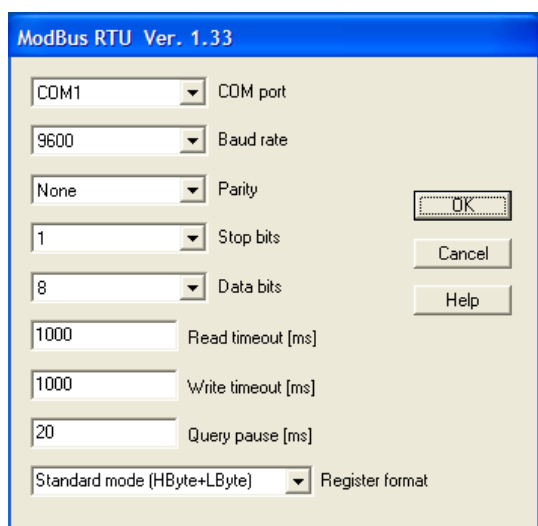 ModBus RTU Ver. 1.33
COM1 COM port
9600 Baud rate
None Parity
OK
1 Stop bits
Cancel
8 Data bits
Help
1000 Read timeout [ms]
1000 Write timeout [ms]
20 Query pause [ms]
Standard mode (HByte+LByte) Register format